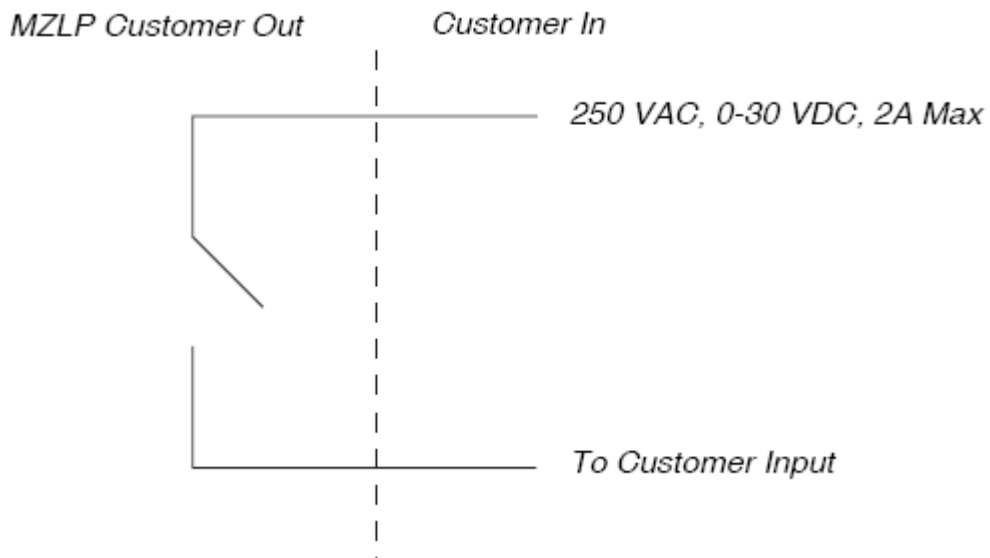 MZLP Customer Out
Customer In
250 VAC, 0-30 VDC, 2A Max
To Customer Input